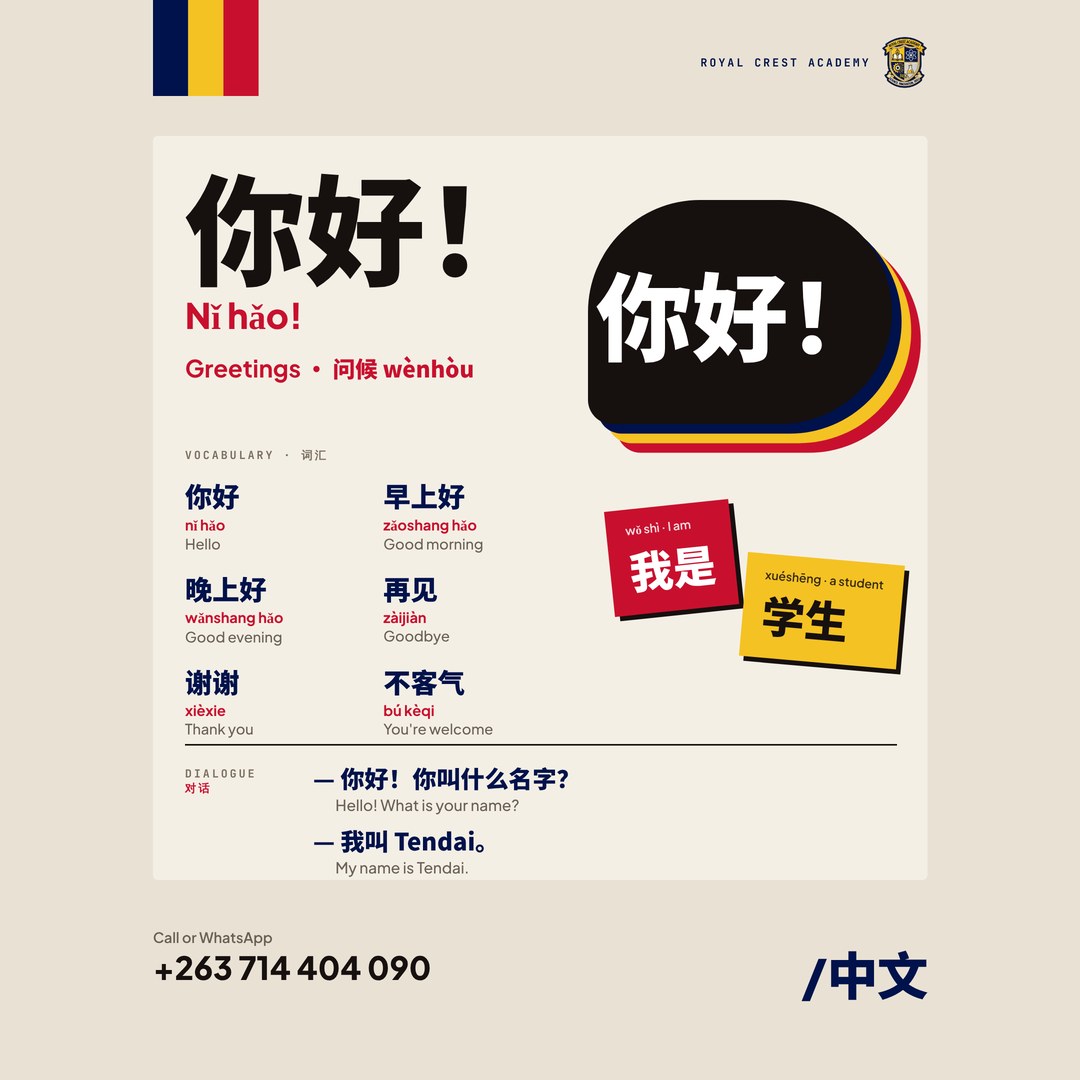 ROYAL CREST ACADEMY
你好！
Nǐ hǎo!
Greetings • 问候 wènhòu
你好！
VOCABULARY · 词汇
你好
nǐ hǎo
Hello
早上好
zǎoshang hǎo
Good morning
晚上好
wǎnshang hǎo
Good evening
再见
zàijiàn
Goodbye
谢谢
xièxie
Thank you
不客气
bú kèqi
You're welcome
wǒ shì · I am
我是
xuéshēng · a student
学生
DIALOGUE
对话
— 你好！你叫什么名字？
Hello! What is your name?
— 我叫 Tendai。
My name is Tendai.
Call or WhatsApp
+263 714 404 090
/中文